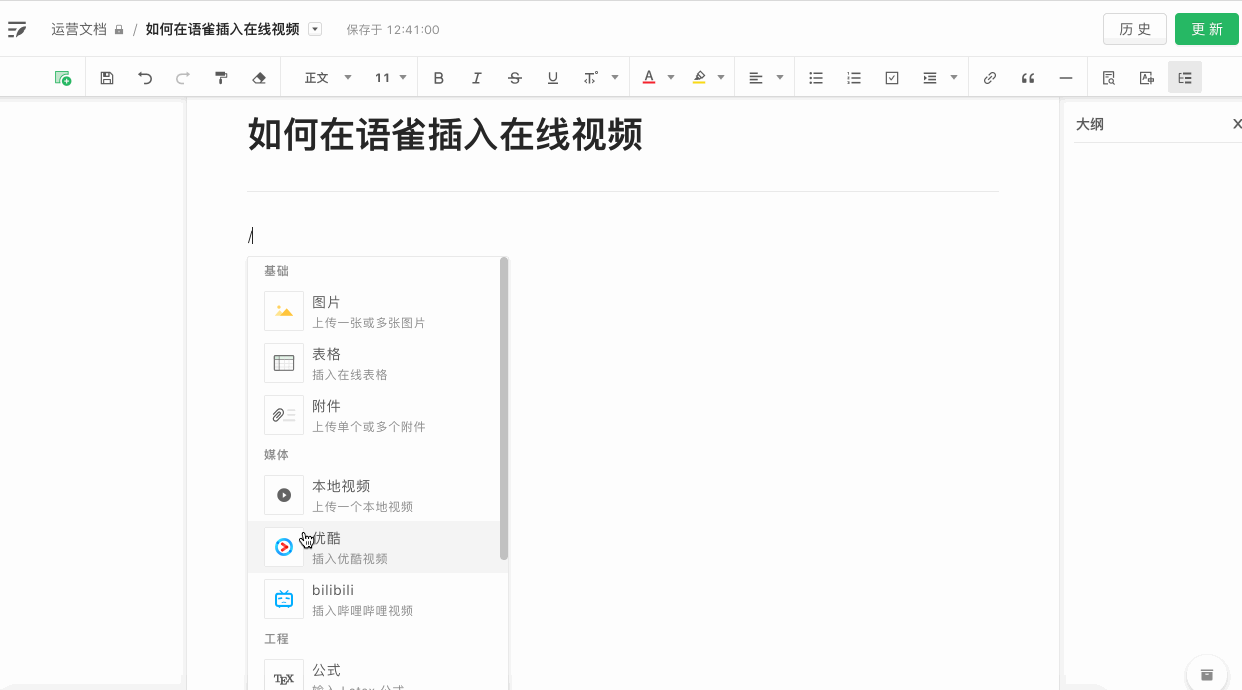 运营文档 / 如何在语雀插入在线视频 保存于 12:41:00 历史 更新
正文 11 B I S U T A
如何在语雀插入在线视频
大纲
/
基础
图片
上传一张或多张图片
表格
插入在线表格
附件
上传单个或多个附件
媒体
本地视频
上传一个本地视频
优酷
插入优酷视频
bilibili
插入哔哩哔哩视频
工程
TEX
公式
输入 Latex 公式